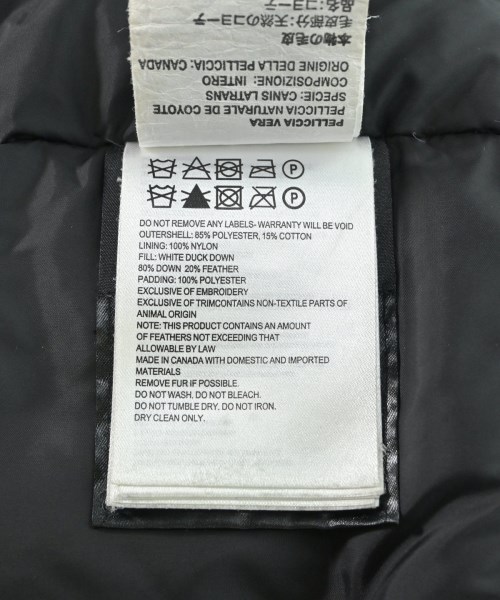 PELLICCIA VERA
PELLICCIA NATURALE DE COYOTE
SPECIE: CANIS LATRANS
COMPOSIZIONE: INTERO
ORIGINE DELLA PELLICCIA: CANADA
本物の毛皮
毛皮部分: 天然のコヨーテ
品名: コヨーテ
P
P
DO NOT REMOVE ANY LABELS- WARRANTY WILL BE VOID
OUTERSHELL: 85% POLYESTER, 15% COTTON
LINING: 100% NYLON
FILL: WHITE DUCK DOWN
80% DOWN 20% FEATHER
PADDING: 100% POLYESTER
EXCLUSIVE OF EMBROIDERY
EXCLUSIVE OF TRIMCONTAINS NON-TEXTILE PARTS OF
ANIMAL ORIGIN
NOTE: THIS PRODUCT CONTAINS AN AMOUNT
OF FEATHERS NOT EXCEEDING THAT
ALLOWABLE BY LAW
MADE IN CANADA WITH DOMESTIC AND IMPORTED
MATERIALS
REMOVE FUR IF POSSIBLE.
DO NOT WASH. DO NOT BLEACH.
DO NOT TUMBLE DRY. DO NOT IRON.
DRY CLEAN ONLY.